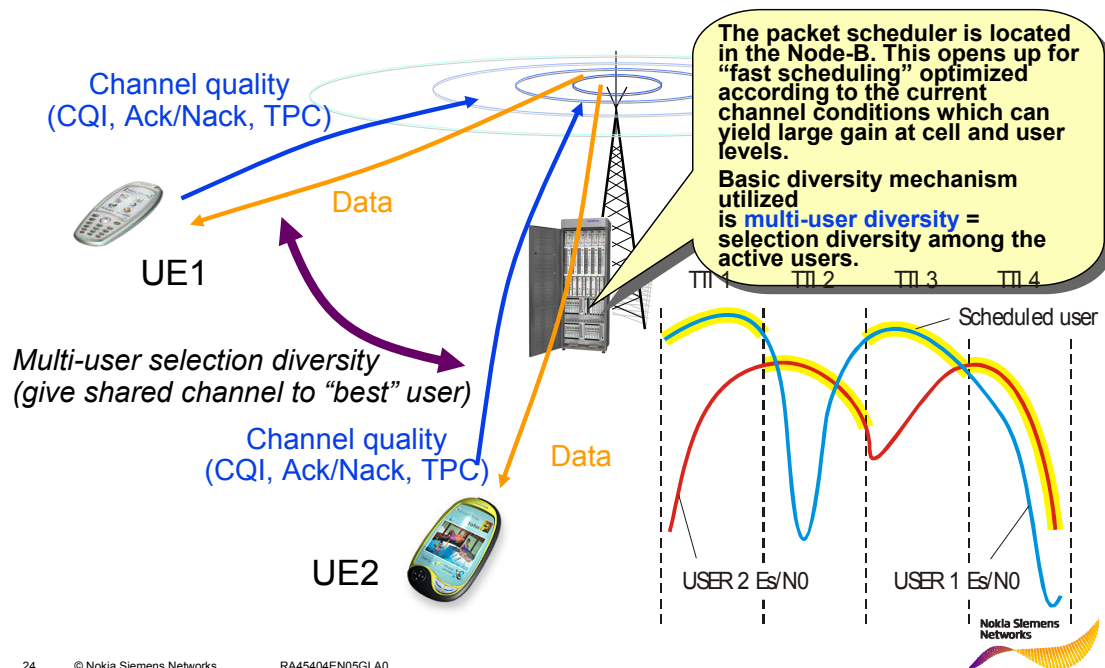 The packet scheduler is located
in the Node-B. This opens up for
“fast scheduling” optimized
according to the current
channel conditions which can
yield large gain at cell and user
levels.
Basic diversity mechanism
utilized
is multi-user diversity =
selection diversity among the
active users.
Channel quality
(CQI, Ack/Nack, TPC)
Data
UE1
Multi-user selection diversity
(give shared channel to “best” user)
Channel quality
(CQI, Ack/Nack, TPC)
Data
UE2
TTI 1 TTI 2 TTI 3 TTI 4
Scheduled user
USER 2 Es/N0
USER 1 Es/N0
Nokia Siemens
Networks
24 © Nokia Siemens Networks RA45404EN05GLA0